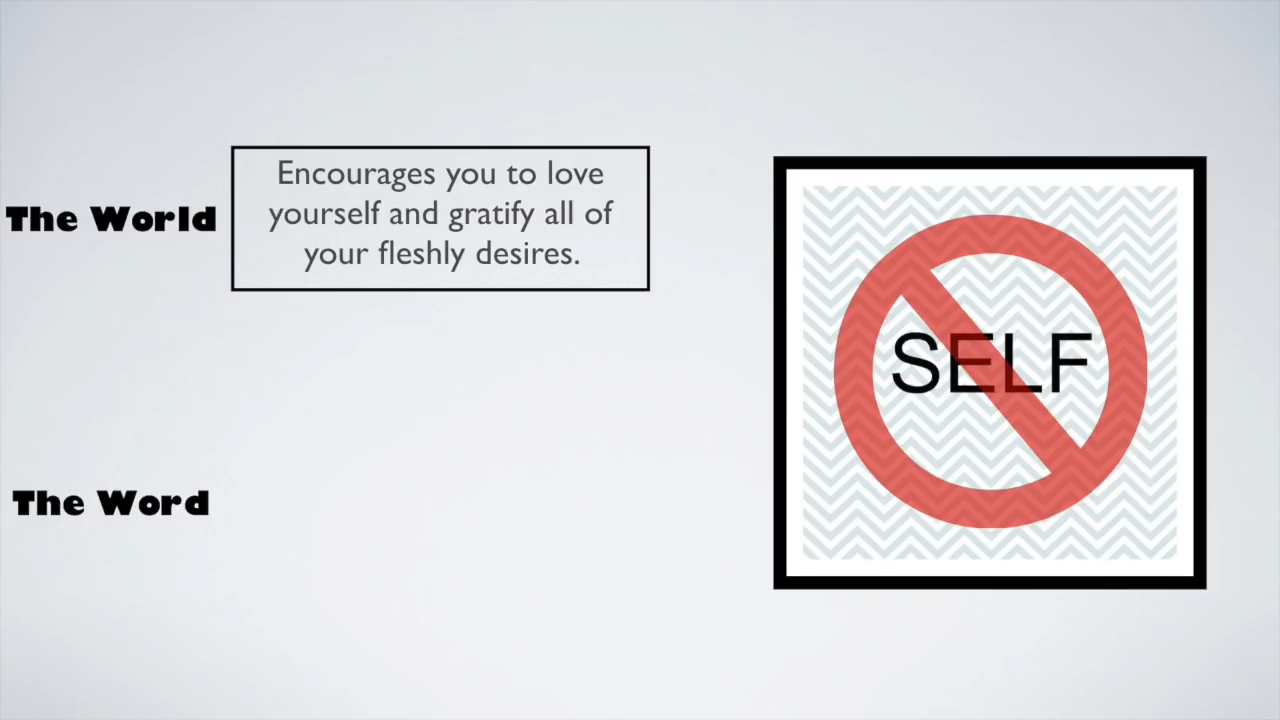 The World
Encourages you to love
yourself and gratify all of
your fleshly desires.
SELF
The Word